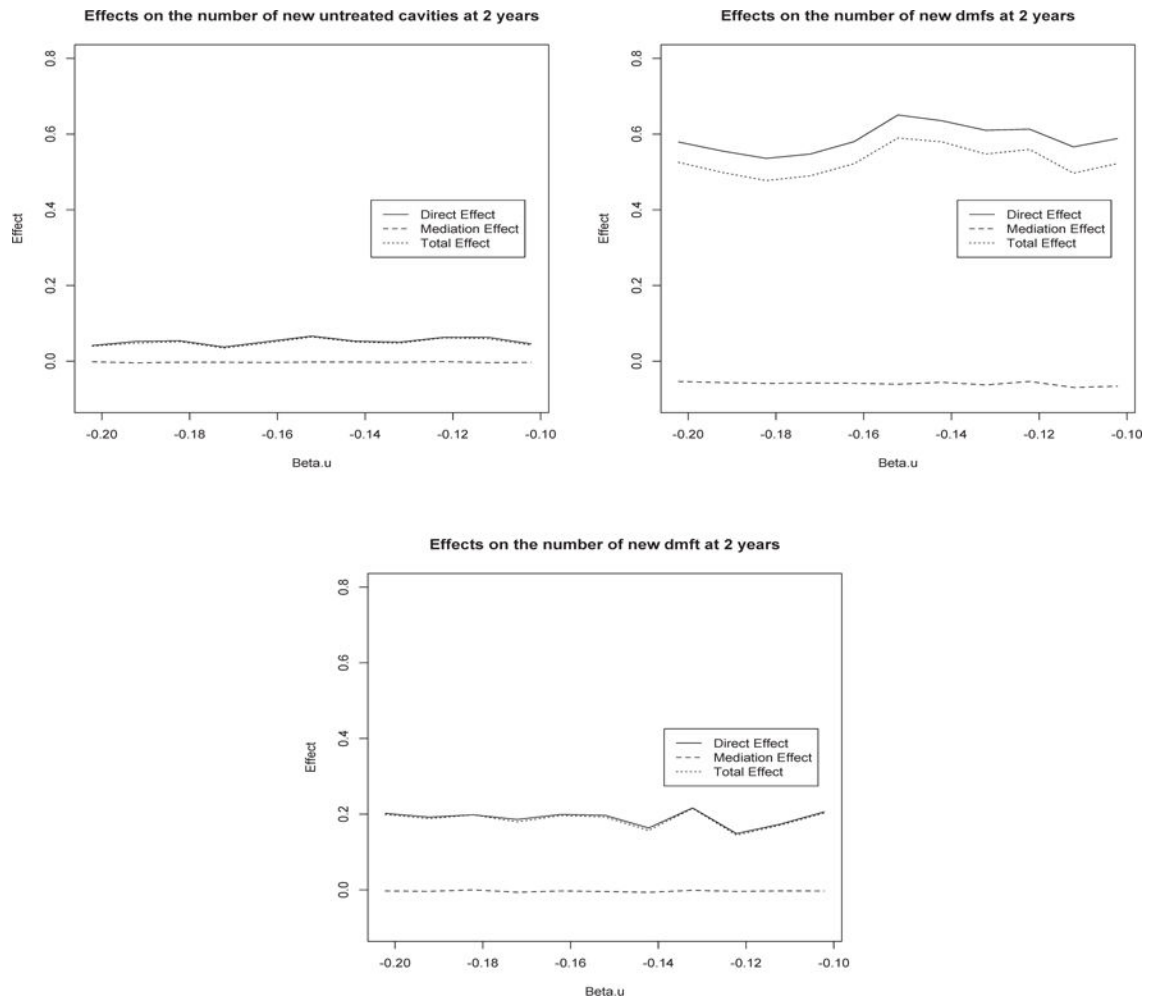 Effects on the number of new untreated cavities at 2 years
Effect
0.8
0.6
0.4
0.2
0.0
Direct Effect
Mediation Effect
Total Effect
-0.20 -0.18 -0.16 -0.14 -0.12 -0.10
Beta.u
Effects on the number of new dmfs at 2 years
Effect
0.8
0.6
0.4
0.2
0.0
Direct Effect
Mediation Effect
Total Effect
-0.20 -0.18 -0.16 -0.14 -0.12 -0.10
Beta.u
Effects on the number of new dmft at 2 years
Effect
0.8
0.6
0.4
0.2
0.0
Direct Effect
Mediation Effect
Total Effect
-0.20 -0.18 -0.16 -0.14 -0.12 -0.10
Beta.u